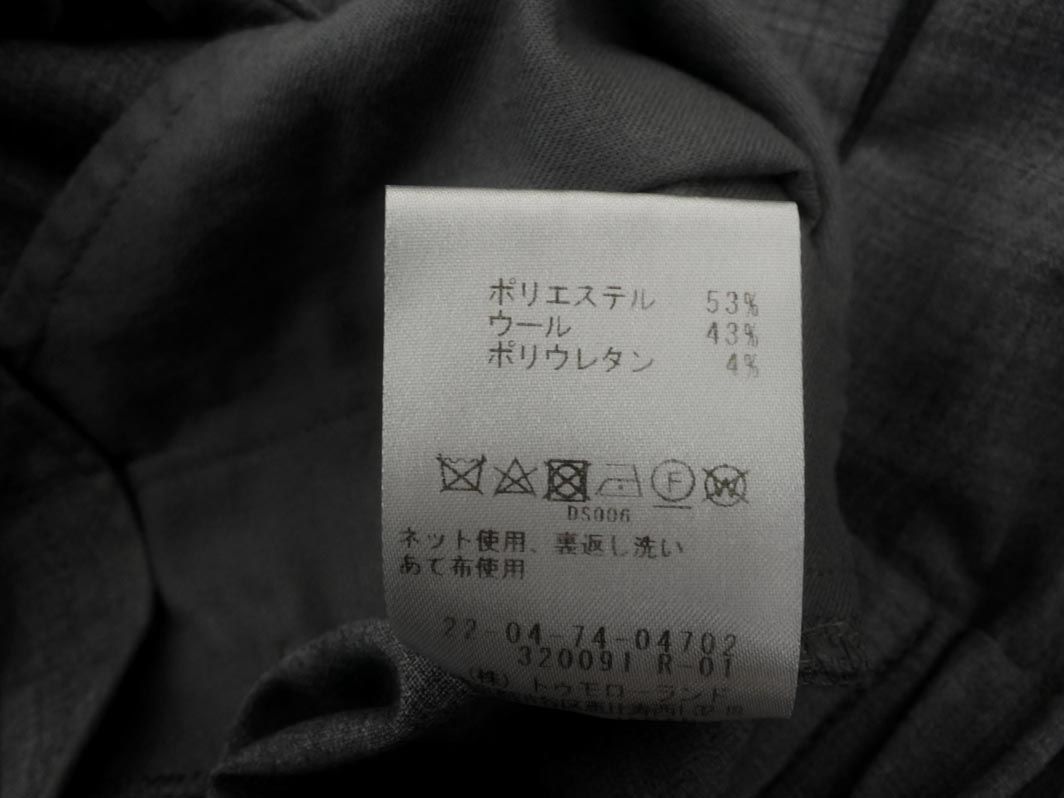 ポリエステル 53%
ウール 43%
ポリウレタン 4%
F W
DS006
ネット使用、裏返し洗い
あて布使用
22-04-74-04702
320091 R-01
(株) トゥモローランド